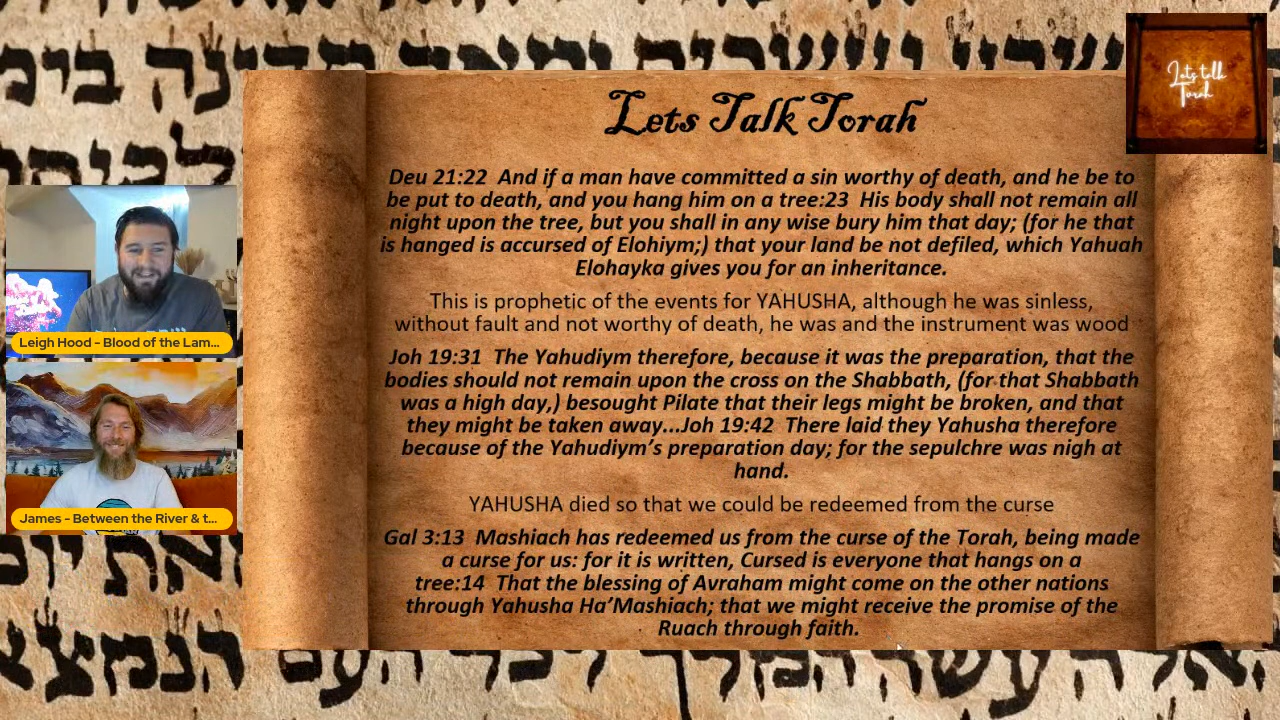 מדינה בימ
Lets talk
Torah
Lets Talk Torah
Deu 21:22 And if a man have committed a sin worthy of death, and he be to
be put to death, and you hang him on a tree:23 His body shall not remain all
night upon the tree, but you shall in any wise bury him that day; (for he that
is hanged is accursed of Elohiym;) that your land be not defiled, which Yahuah
Elohayka gives you for an inheritance.
This is prophetic of the events for YAHUSHA, although he was sinless,
without fault and not worthy of death, he was and the instrument was wood
Joh 19:31 The Yahudiym therefore, because it was the preparation, that the
bodies should not remain upon the cross on the Shabbath, (for that Shabbath
was a high day,) besought Pilate that their legs might be broken, and that
they might be taken away...Joh 19:42 There laid they Yahusha therefore
because of the Yahudiym’s preparation day; for the sepulchre was nigh at
hand.
YAHUSHA died so that we could be redeemed from the curse
Gal 3:13 Mashiach has redeemed us from the curse of the Torah, being made
a curse for us: for it is written, Cursed is everyone that hangs on a
tree:14 That the blessing of Avraham might come on the other nations
through Yahusha Ha’Mashiach; that we might receive the promise of the
Ruach through faith.
Leigh Hood - Blood of the Lam...
James - Between the River & t...
אלה עשה המלך לכל העם הנמצא